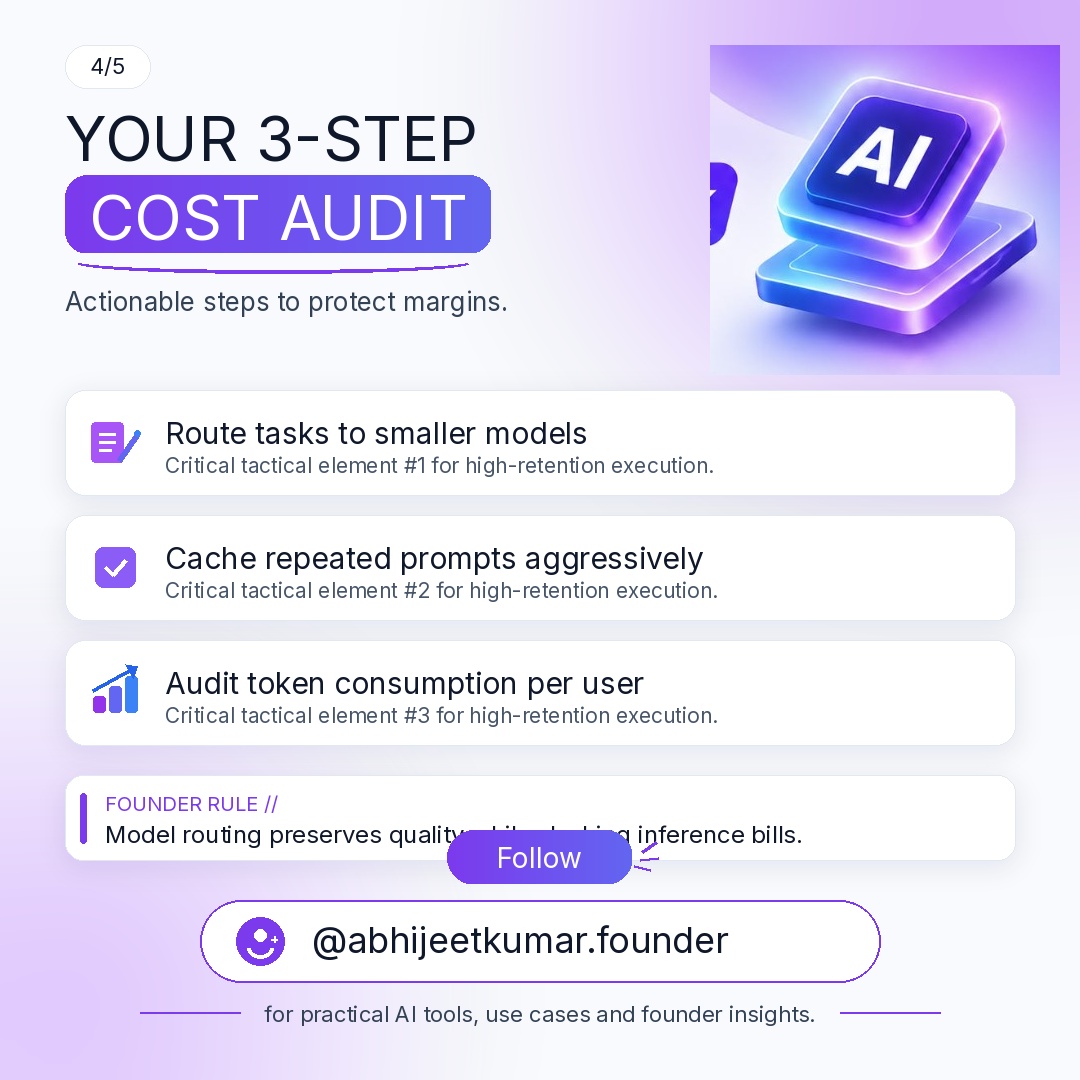 4/5
YOUR 3-STEP
COST AUDIT
Actionable steps to protect margins.
AI
Route tasks to smaller models
Critical tactical element #1 for high-retention execution.
Cache repeated prompts aggressively
Critical tactical element #2 for high-retention execution.
Audit token consumption per user
Critical tactical element #3 for high-retention execution.
FOUNDER RULE //
Model routing preserves quality inference bills.
Follow
@abhijeetkumar.founder
for practical AI tools, use cases and founder insights.